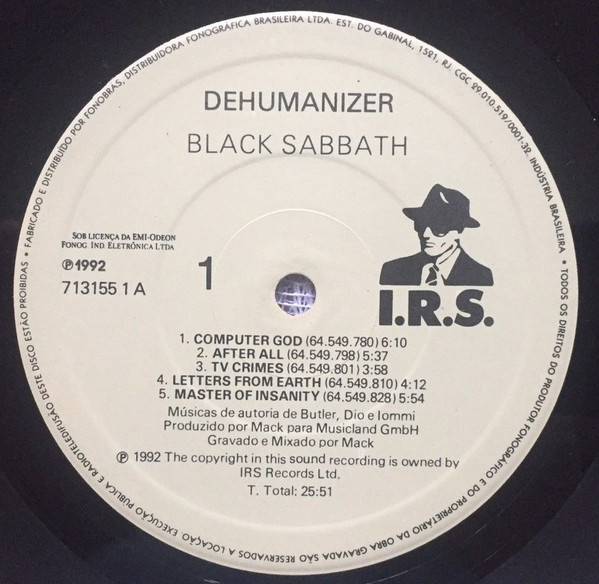 FABRICADO E DISTRIBUIDO POR FONOBRAS, DISTRIBUIDORA FONOGRÁFICA BRASILEIRA LTDA. EST. DO GABINAL, 1521, RJ. CGC 29.010.519/0001-32. INDÚSTRIA BRASILEIRA • TODOS OS DIREITOS DO PRODUTOR FONOGRÁFICO E DO PROPRIETÁRIO DA OBRA GRAVADA SÃO RESERVADOS A LOCAÇÃO EXECUÇÃO PÚBLICA E RADIOTELEDIFUSÃO DESTE DISCO ESTÃO PROIBIDAS •
DEHUMANIZER
BLACK SABBATH
SOB LICENÇA DA EMI-ODEON
FONOG IND ELETRÔNICA LTDA
℗1992
713155 1 A
1
I.R.S.
1. COMPUTER GOD (64.549.780) 6:10
2. AFTER ALL (64.549.798) 5:37
3. TV CRIMES (64.549.801) 3:58
4. LETTERS FROM EARTH (64.549.810) 4:12
5. MASTER OF INSANITY (64.549.828) 5:54
Músicas de autoria de Butler, Dio e Iommi
Produzido por Mack para Musicland GmbH
Gravado e Mixado por Mack
℗ 1992 The copyright in this sound recording is owned by
IRS Records Ltd.
T. Total: 25:51